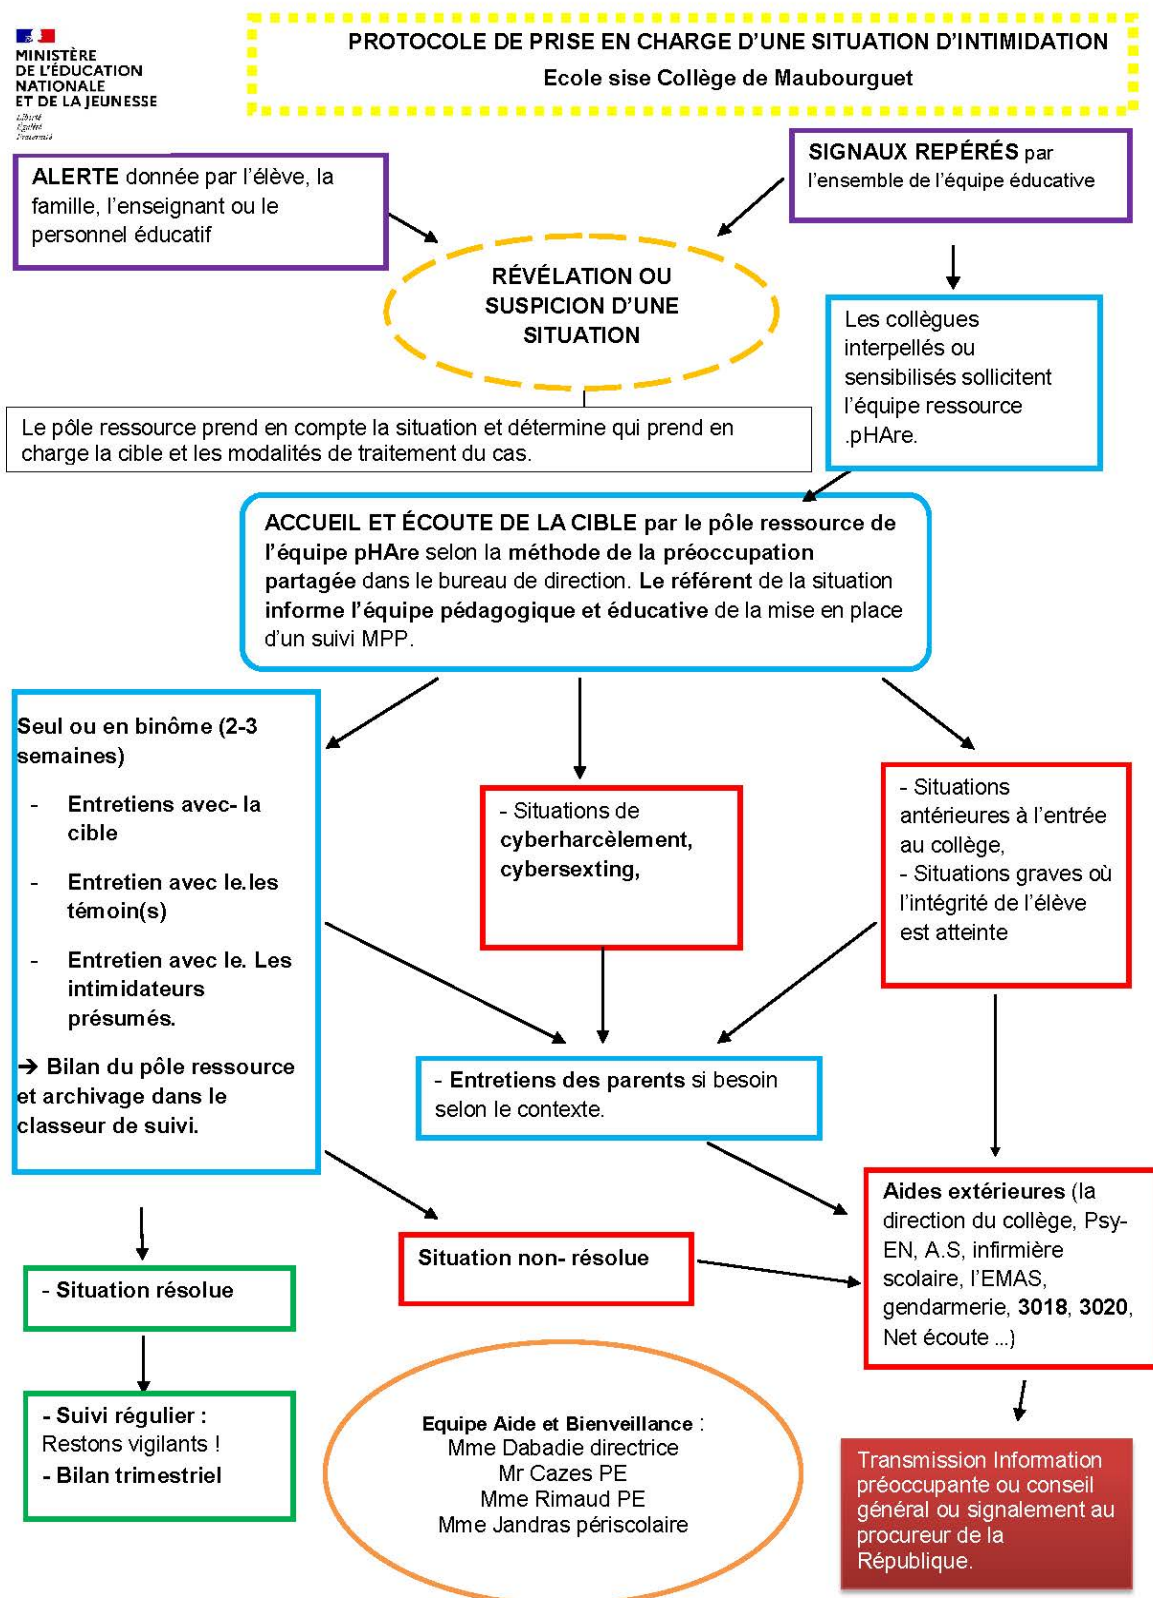 MINISTÈRE
DE L'ÉDUCATION
NATIONALE
ET DE LA JEUNESSE
Liberté
Égalité
Fraternité
PROTOCOLE DE PRISE EN CHARGE D'UNE SITUATION D'INTIMIDATION
Ecole sise Collège de Maubourguet
ALERTE donnée par l'élève, la
famille, l'enseignant ou le
personnel éducatif
SIGNAUX REPÉRÉS par
l'ensemble de l'équipe éducative
RÉVÉLATION OU
SUSPICION D'UNE
SITUATION
Les collègues
interpellés ou
sensibilisés sollicitent
l'équipe ressource
.pHAre.
Le pôle ressource prend en compte la situation et détermine qui prend en
charge la cible et les modalités de traitement du cas.
ACCUEIL ET ÉCOUTE DE LA CIBLE par le pôle ressource de
l'équipe pHAre selon la méthode de la préoccupation
partagée dans le bureau de direction. Le référent de la situation
informe l'équipe pédagogique et éducative de la mise en place
d'un suivi MPP.
Seul ou en binôme (2-3
semaines)
- Entretiens avec- la
cible
- Entretien avec le.les
témoin(s)
- Entretien avec le. Les
intimidateurs
présumés.
→ Bilan du pôle ressource
et archivage dans le
classeur de suivi.
- Situations de
cyberharcèlement,
cybersexting,
- Situations
antérieures à l'entrée
au collège,
- Situations graves où
l'intégrité de l'élève
est atteinte
- Entretiens des parents si besoin
selon le contexte.
Aides extérieures (la
direction du collège, Psy-
EN, A.S, infirmière
scolaire, l'EMAS,
gendarmerie, 3018, 3020,
Net écoute ...)
Situation non- résolue
- Situation résolue
- Suivi régulier :
Restons vigilants !
- Bilan trimestriel
Equipe Aide et Bienveillance :
Mme Dabadie directrice
Mr Cazes PE
Mme Rimaud PE
Mme Jandras périscolaire
Transmission Information
préoccupante ou conseil
général ou signalement au
procureur de la
République.